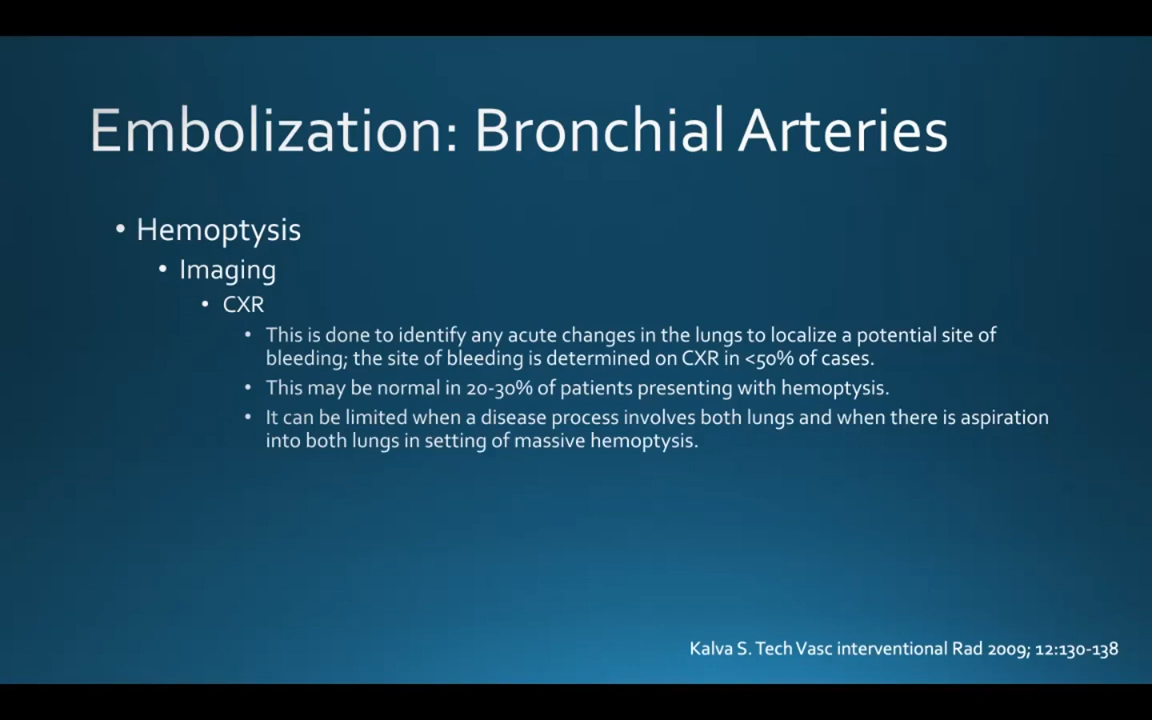 Embolization: Bronchial Arteries
• Hemoptysis
• Imaging
• CXR
• This is done to identify any acute changes in the lungs to localize a potential site of
bleeding; the site of bleeding is determined on CXR in <50% of cases.
• This may be normal in 20-30% of patients presenting with hemoptysis.
• It can be limited when a disease process involves both lungs and when there is aspiration
into both lungs in setting of massive hemoptysis.
Kalva S. Tech Vasc interventional Rad 2009; 12:130-138